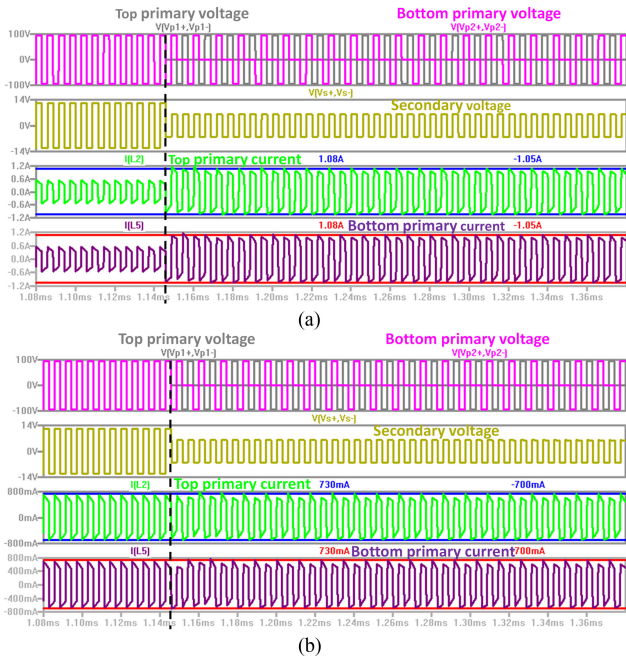 Top primary voltage
Bottom primary voltage
(a)
V(Vp1+,Vp1-)
V(Vp2+,Vp2-)
100V
0V
-100V
V(Vs+,Vs-)
14V
Secondary voltage
0V
-14V
I(L2)
Top primary current
1.08A
-1.05A
1.2A
0.6A
0.0A
-0.6A
-1.2A
I(L5)
1.08A
Bottom primary current
-1.05A
1.2A
0.6A
0.0A
-0.6A
-1.2A
1.08ms 1.10ms 1.12ms 1.14ms 1.16ms 1.18ms 1.20ms 1.22ms 1.24ms 1.26ms 1.28ms 1.30ms 1.32ms 1.34ms 1.36ms
(a)
Top primary voltage
Bottom primary voltage
V(Vp1+,Vp1-)
V(Vp2+,Vp2-)
100V
0V
-100V
V(Vs+,Vs-)
14V
Secondary voltage
0V
-14V
I(L2)
Top primary current
730mA
-700mA
800mA
0mA
-800mA
I(L5)
730mA
Bottom primary current
-700mA
800mA
400mA
0mA
-400mA
-800mA
1.08ms 1.10ms 1.12ms 1.14ms 1.16ms 1.18ms 1.20ms 1.22ms 1.24ms 1.26ms 1.28ms 1.30ms 1.32ms 1.34ms 1.36ms
(b)